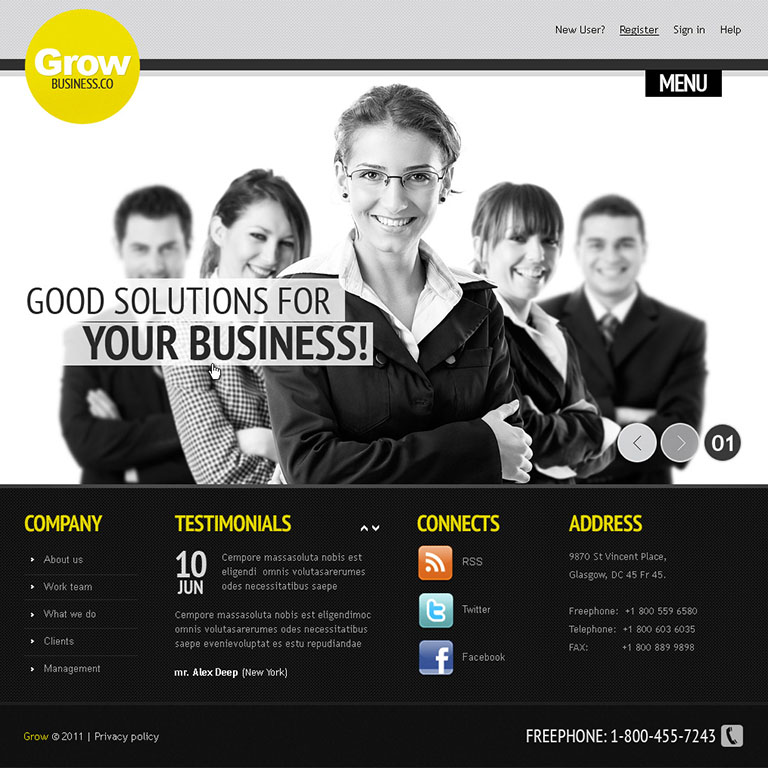 New User? Register Sign in Help
Grow
BUSINESS.CO
MENU
GOOD SOLUTIONS FOR
YOUR BUSINESS!
01
COMPANY
About us
Work team
What we do
Clients
Management
TESTIMONIALS
10
JUN
Cempore massasoluta nobis est
eligendi omnis volutasarerumes
odes necessitatibus saepe
Cempore massasoluta nobis est eligendimoc
omnis volutasarerumes odes necessitatibus
saepe evenievoluptat es estu repudiandae
mr. Alex Deep (New York)
CONNECTS
RSS
Twitter
Facebook
ADDRESS
9870 St Vincent Place,
Glasgow, DC 45 Fr 45.
Freephone: +1 800 559 6580
Telephone: +1 800 603 6035
FAX: +1 800 889 9898
Grow © 2011 | Privacy policy
FREEPHONE: 1-800-455-7243